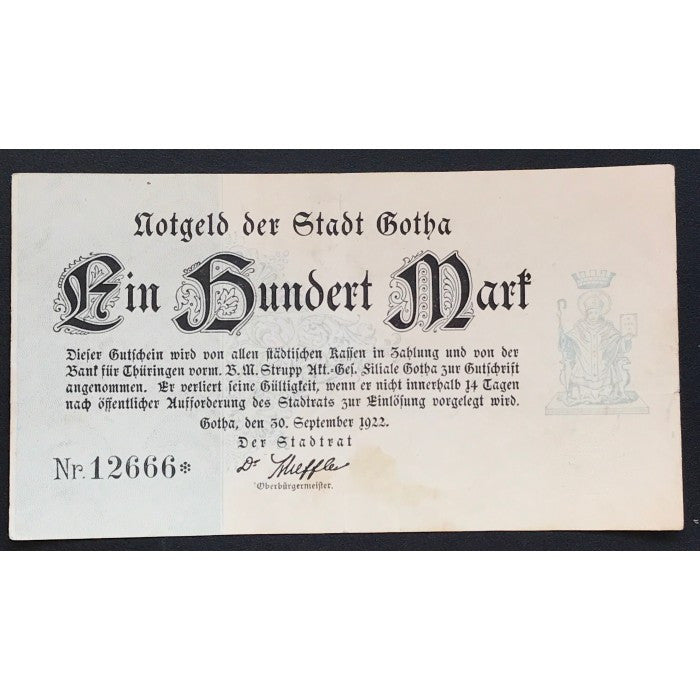 Notgeld der Stadt Gotha
Ein Hundert Mark
Dieser Gutschein wird von allen städtischen Kassen in Zahlung und von der
Bank für Thüringen vorm. B. M. Strupp Akt.-Ges. Filiale Gotha zur Gutschrift
angenommen. Er verliert seine Gültigkeit, wenn er nicht innerhalb 14 Tagen
nach öffentlicher Aufforderung des Stadtrats zur Einlösung vorgelegt wird.
Gotha, den 30. September 1922.
Der Stadtrat
Nr. 12666*
Dr Scheffler
Oberbürgermeister.